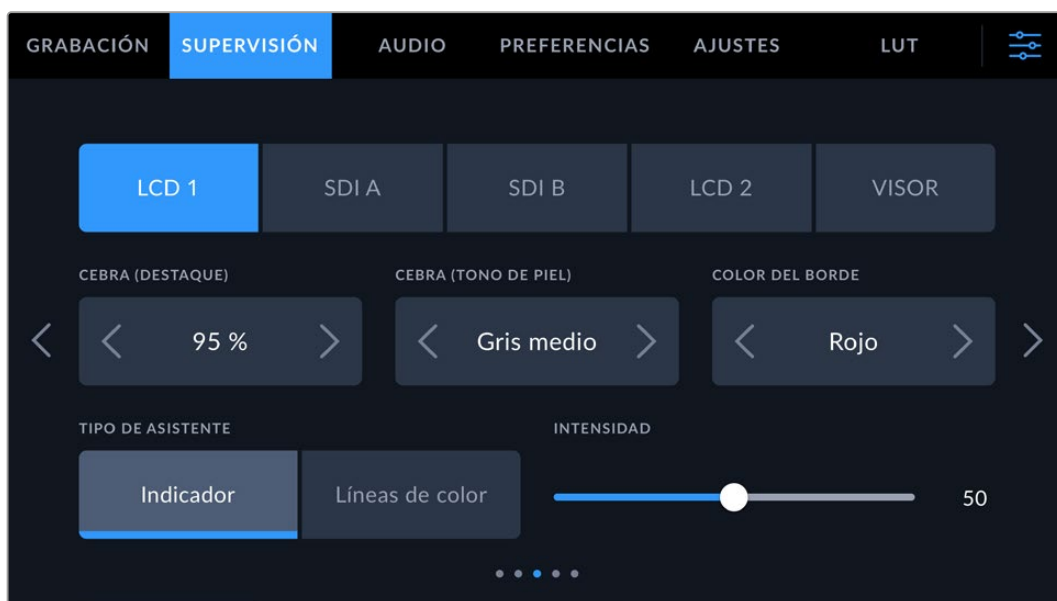 GRABACIÓN SUPERVISIÓN AUDIO PREFERENCIAS AJUSTES LUT
LCD 1 SDI A SDI B LCD 2 VISOR
CEBRA (DESTAQUE) CEBRA (TONO DE PIEL) COLOR DEL BORDE
95 % Gris medio Rojo
TIPO DE ASISTENTE INTENSIDAD
Indicador Líneas de color 50